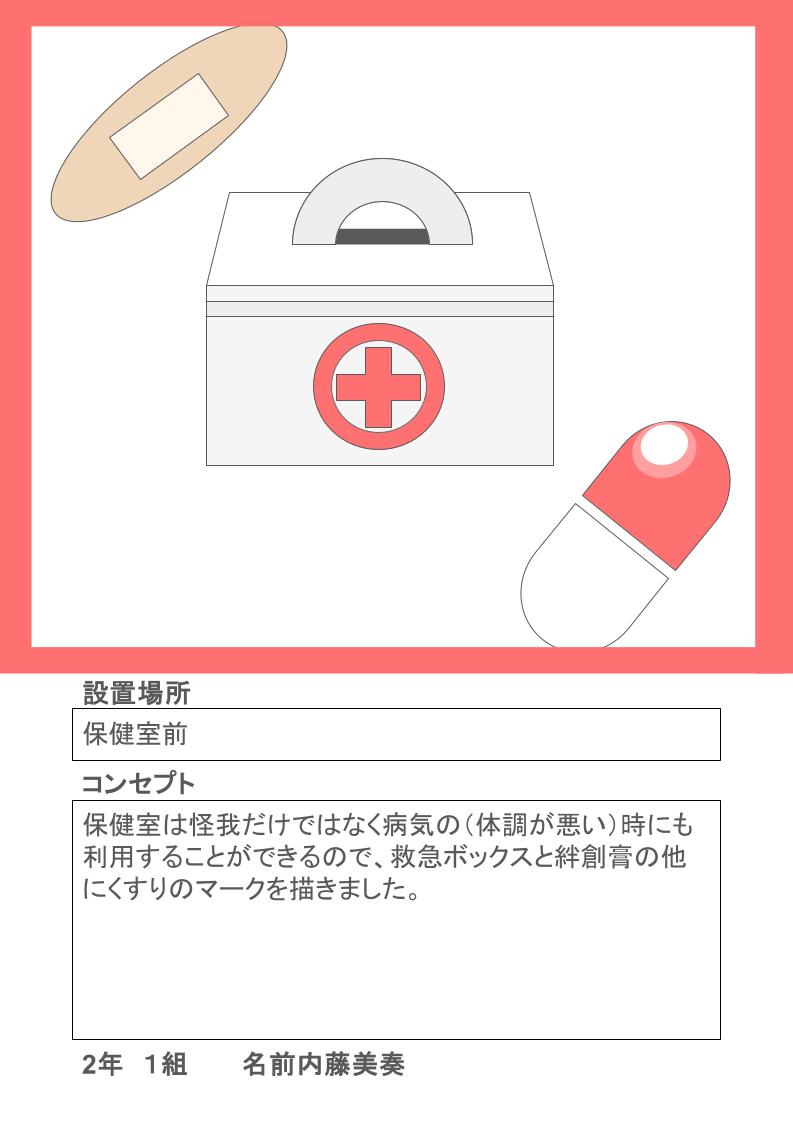 設置場所
保健室前
コンセプト
保健室は怪我だけではなく病気の（体調が悪い）時にも
利用することができるので、救急ボックスと絆創膏の他
にくすりのマークを描きました。
2年　1組　　名前内藤美奏